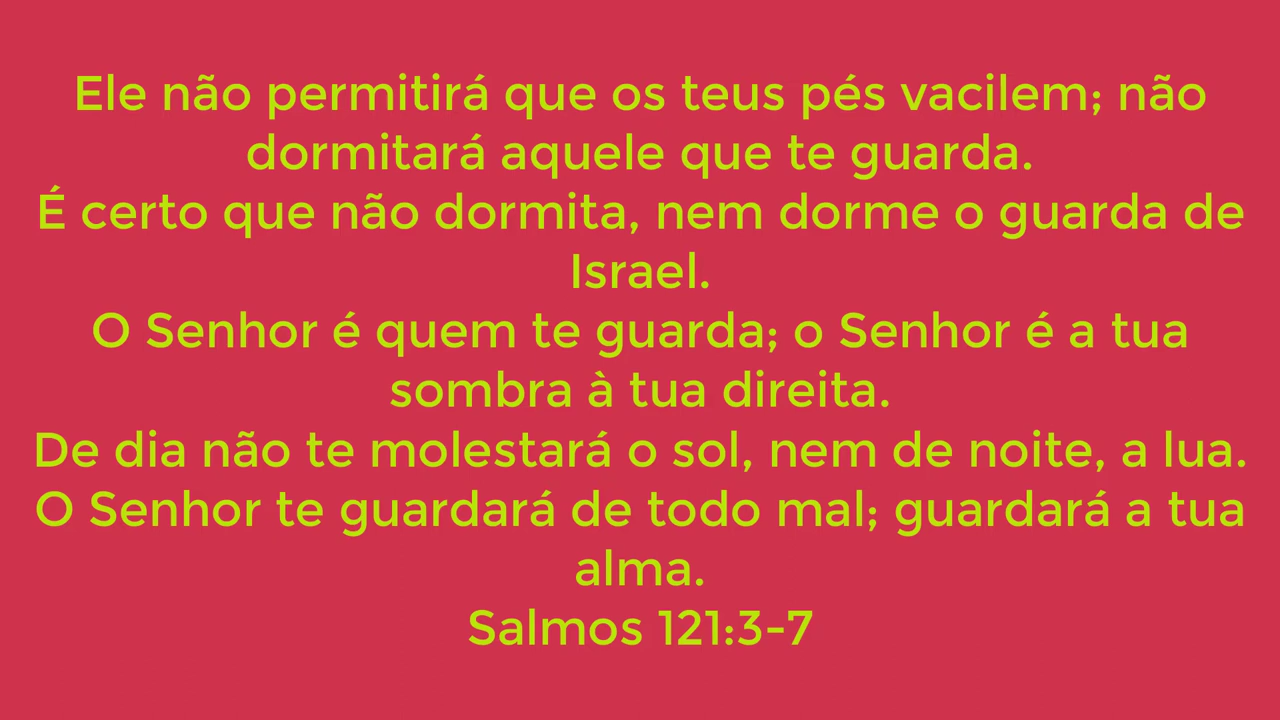 Ele não permitirá que os teus pés vacilem; não
dormitará aquele que te guarda.
É certo que não dormita, nem dorme o guarda de
Israel.
O Senhor é quem te guarda; o Senhor é a tua
sombra à tua direita.
De dia não te molestará o sol, nem de noite, a lua.
O Senhor te guardará de todo mal; guardará a tua
alma.
Salmos 121:3-7